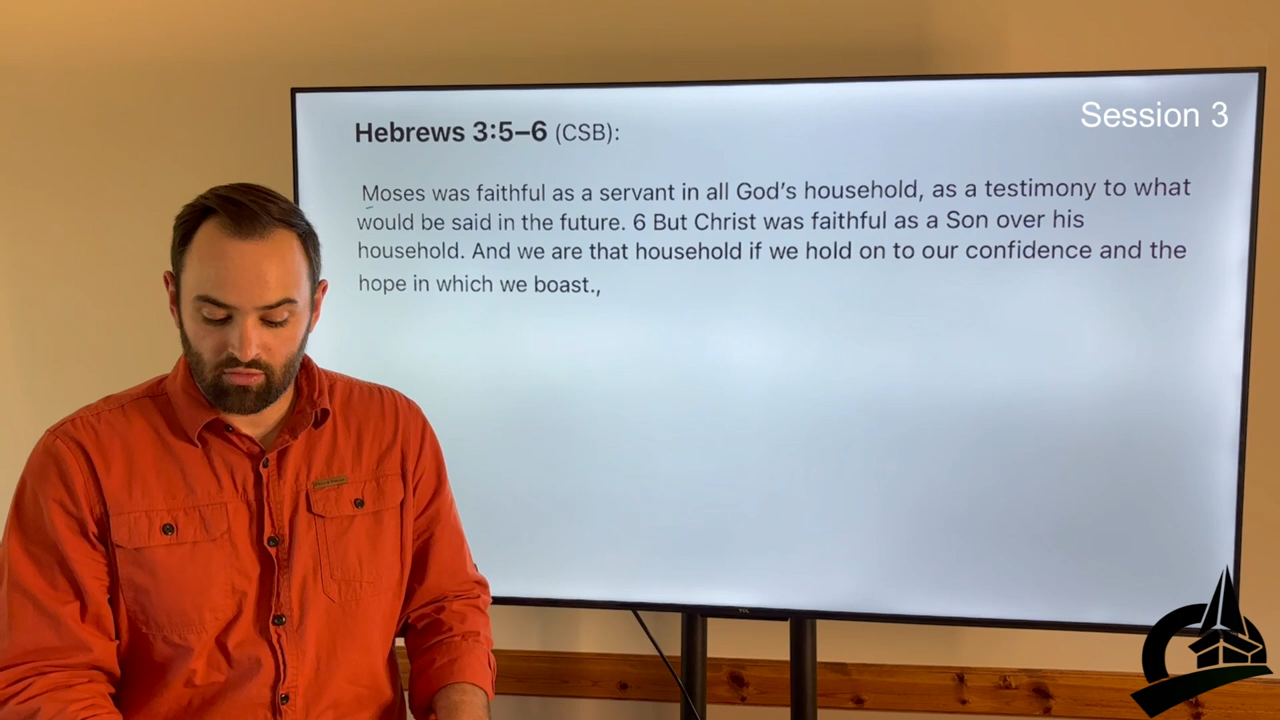 Session 3
Hebrews 3:5–6 (CSB):
Moses was faithful as a servant in all God's household, as a testimony to what
would be said in the future. 6 But Christ was faithful as a Son over his
household. And we are that household if we hold on to our confidence and the
hope in which we boast.,
TCL